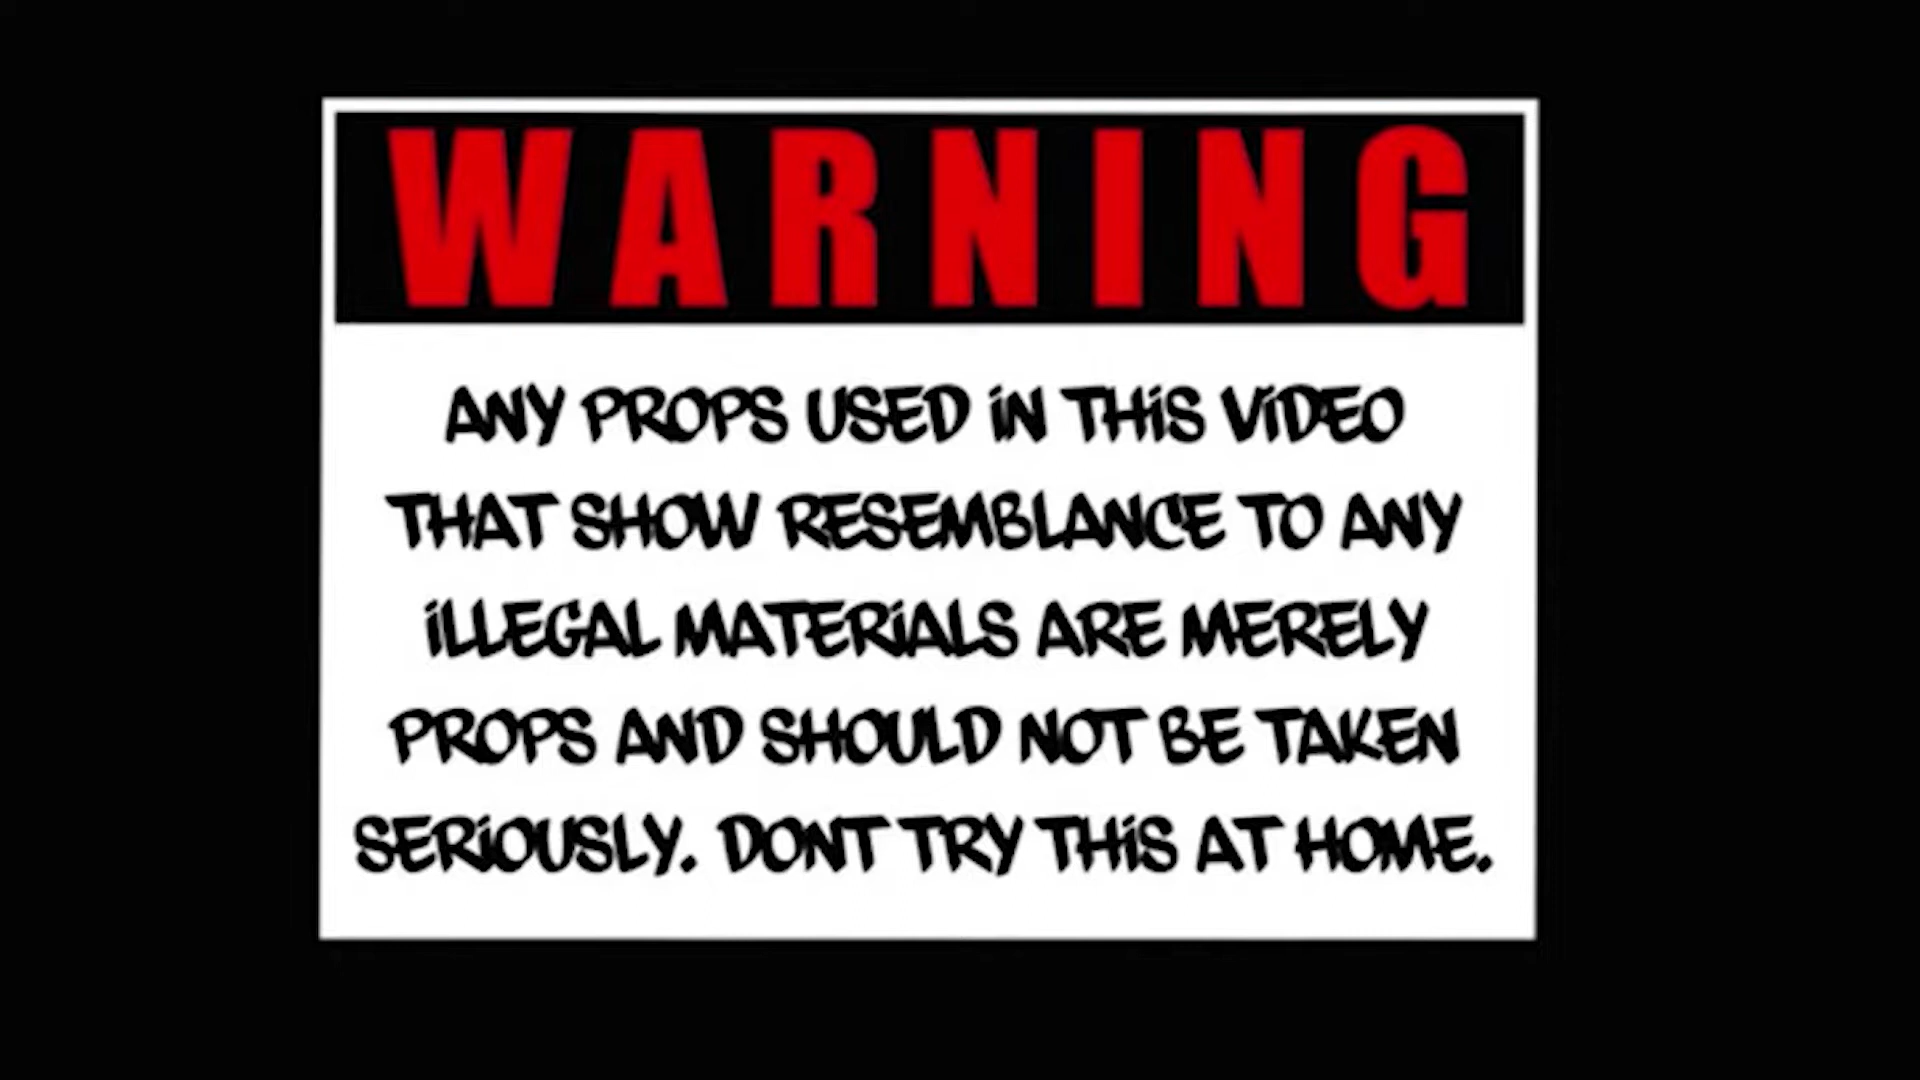 WARNING
ANY PROPS USED iN THiS ViDEO
THAT SHOW RESEMBLANCE TO ANY
iLLEGAL MATERiALS ARE MERELY
PROPS AND SHOULD NOT BE TAKEN
SERiOUSLY. DONT TRY THiS AT HOME.